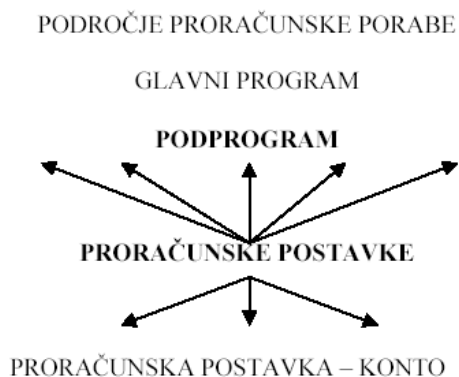 PODROČJE PRORAČUNSKE PORABE
GLAVNI PROGRAM
PODPROGRAM
PRORAČUNSKE POSTAVKE
PRORAČUNSKA POSTAVKA – KONTO